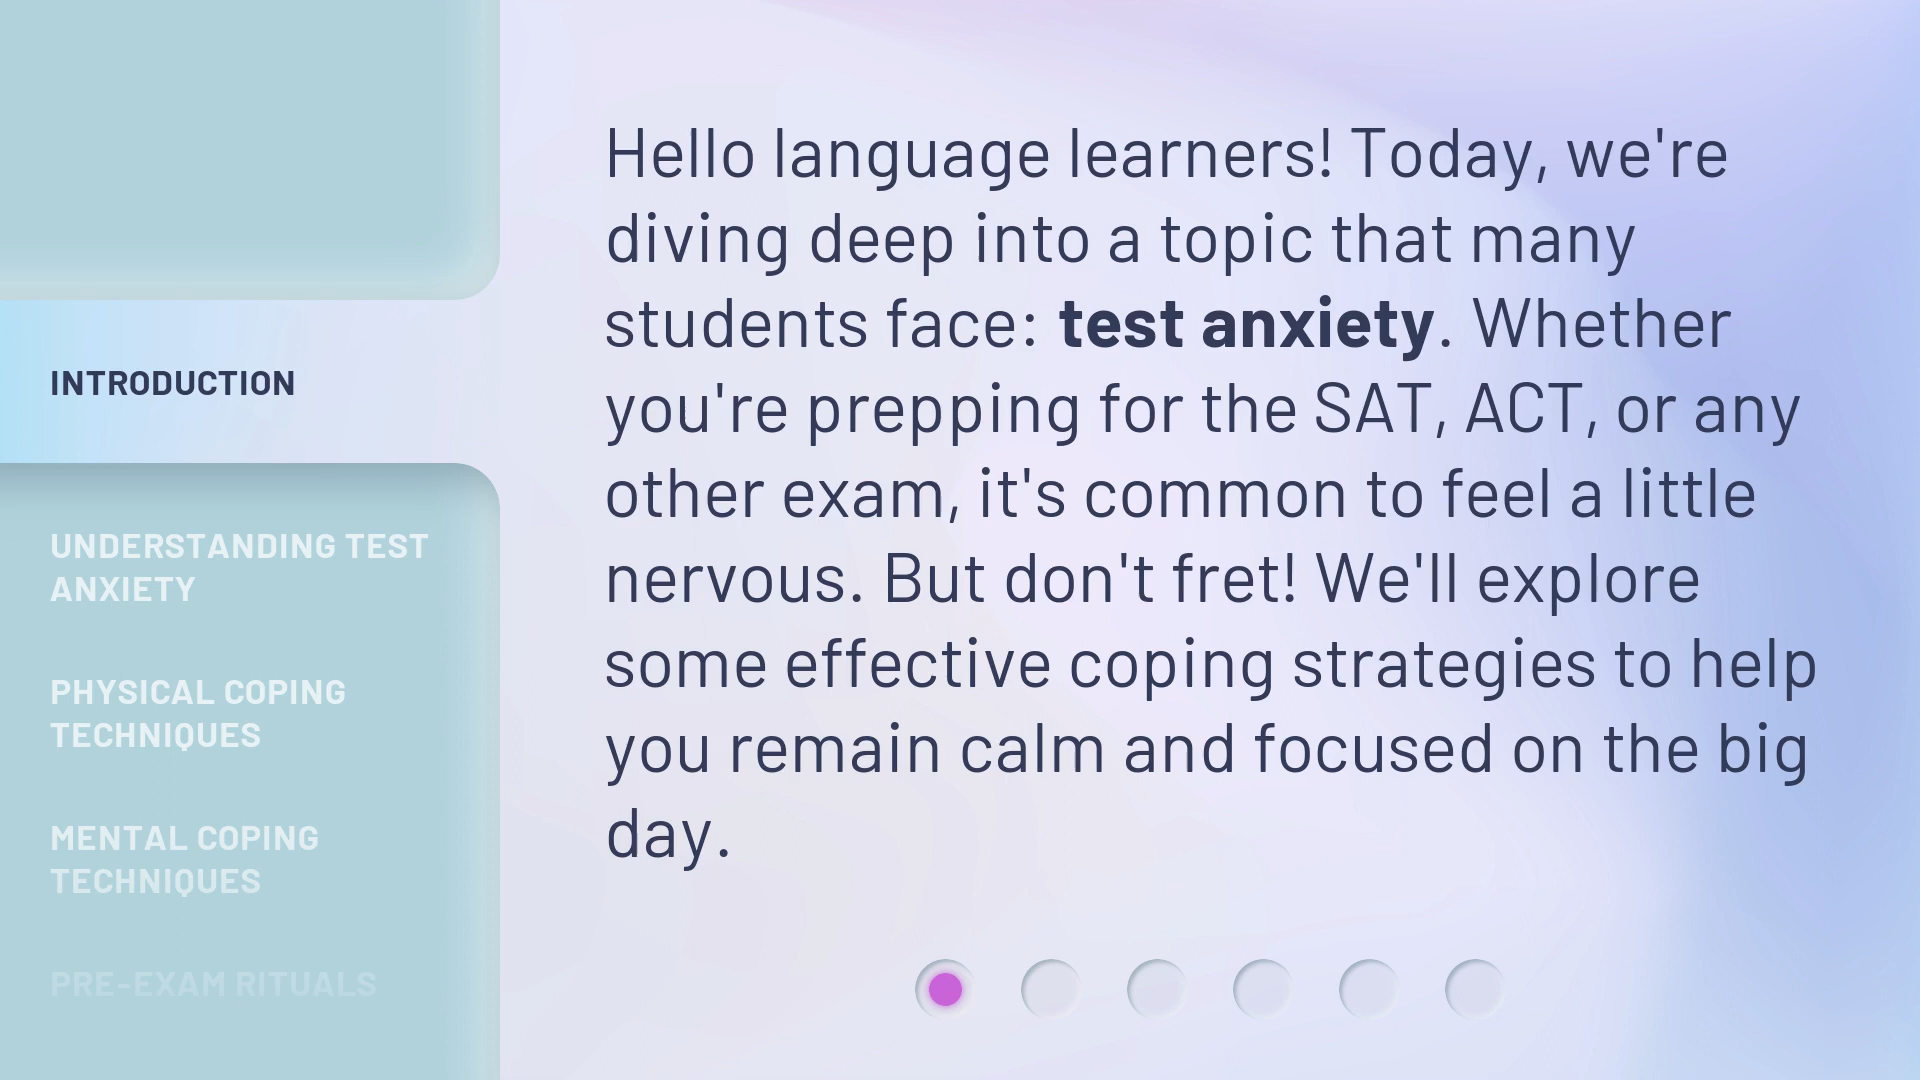 INTRODUCTION
UNDERSTANDING TEST
ANXIETY
PHYSICAL COPING
TECHNIQUES
MENTAL COPING
TECHNIQUES
PRE-EXAM RITUALS
Hello language learners! Today, we're
diving deep into a topic that many
students face: test anxiety. Whether
you're prepping for the SAT, ACT, or any
other exam, it's common to feel a little
nervous. But don't fret! We'll explore
some effective coping strategies to help
you remain calm and focused on the big
day.